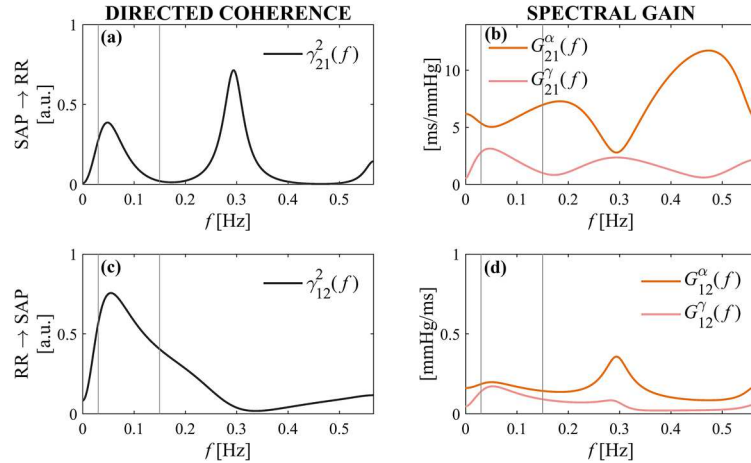 DIRECTED COHERENCE
SPECTRAL GAIN
(a)
γ²₂₁(f)
SAP → RR
[a.u.]
1
0.5
0
0 0.1 0.2 0.3 0.4 0.5
f [Hz]
(b)
G^α₂₁(f)
G^γ₂₁(f)
[ms/mmHg]
10
5
0
0 0.1 0.2 0.3 0.4 0.5
f [Hz]
(c)
γ²₁₂(f)
RR → SAP
[a.u.]
1
0.5
0
0 0.1 0.2 0.3 0.4 0.5
f [Hz]
(d)
G^α₁₂(f)
G^γ₁₂(f)
[mmHg/ms]
1
0.5
0
0 0.1 0.2 0.3 0.4 0.5
f [Hz]